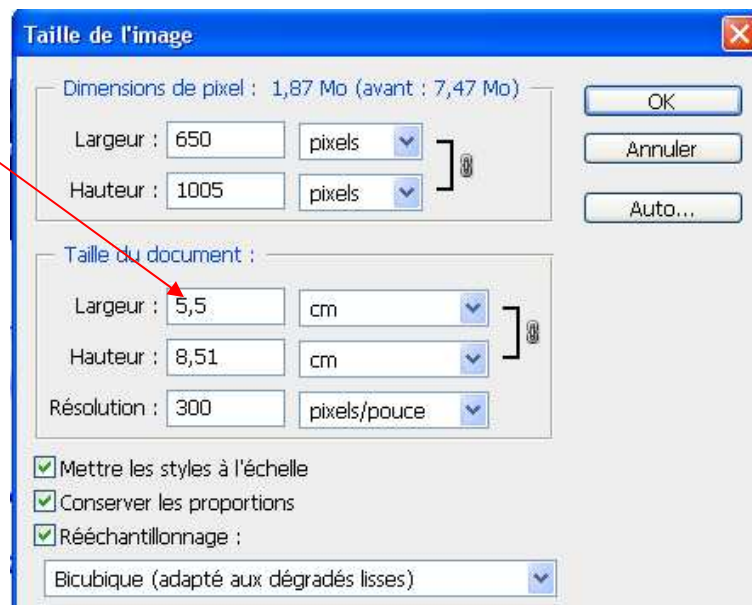 Taille de l'image
Dimensions de pixel : 1,87 Mo (avant : 7,47 Mo)
Largeur : 650 pixels
Hauteur : 1005 pixels
OK
Annuler
Auto...
Taille du document :
Largeur : 5,5 cm
Hauteur : 8,51 cm
Résolution : 300 pixels/pouce
Mettre les styles à l'échelle
Conserver les proportions
Rééchantillonnage :
Bicubique (adapté aux dégradés lisses)